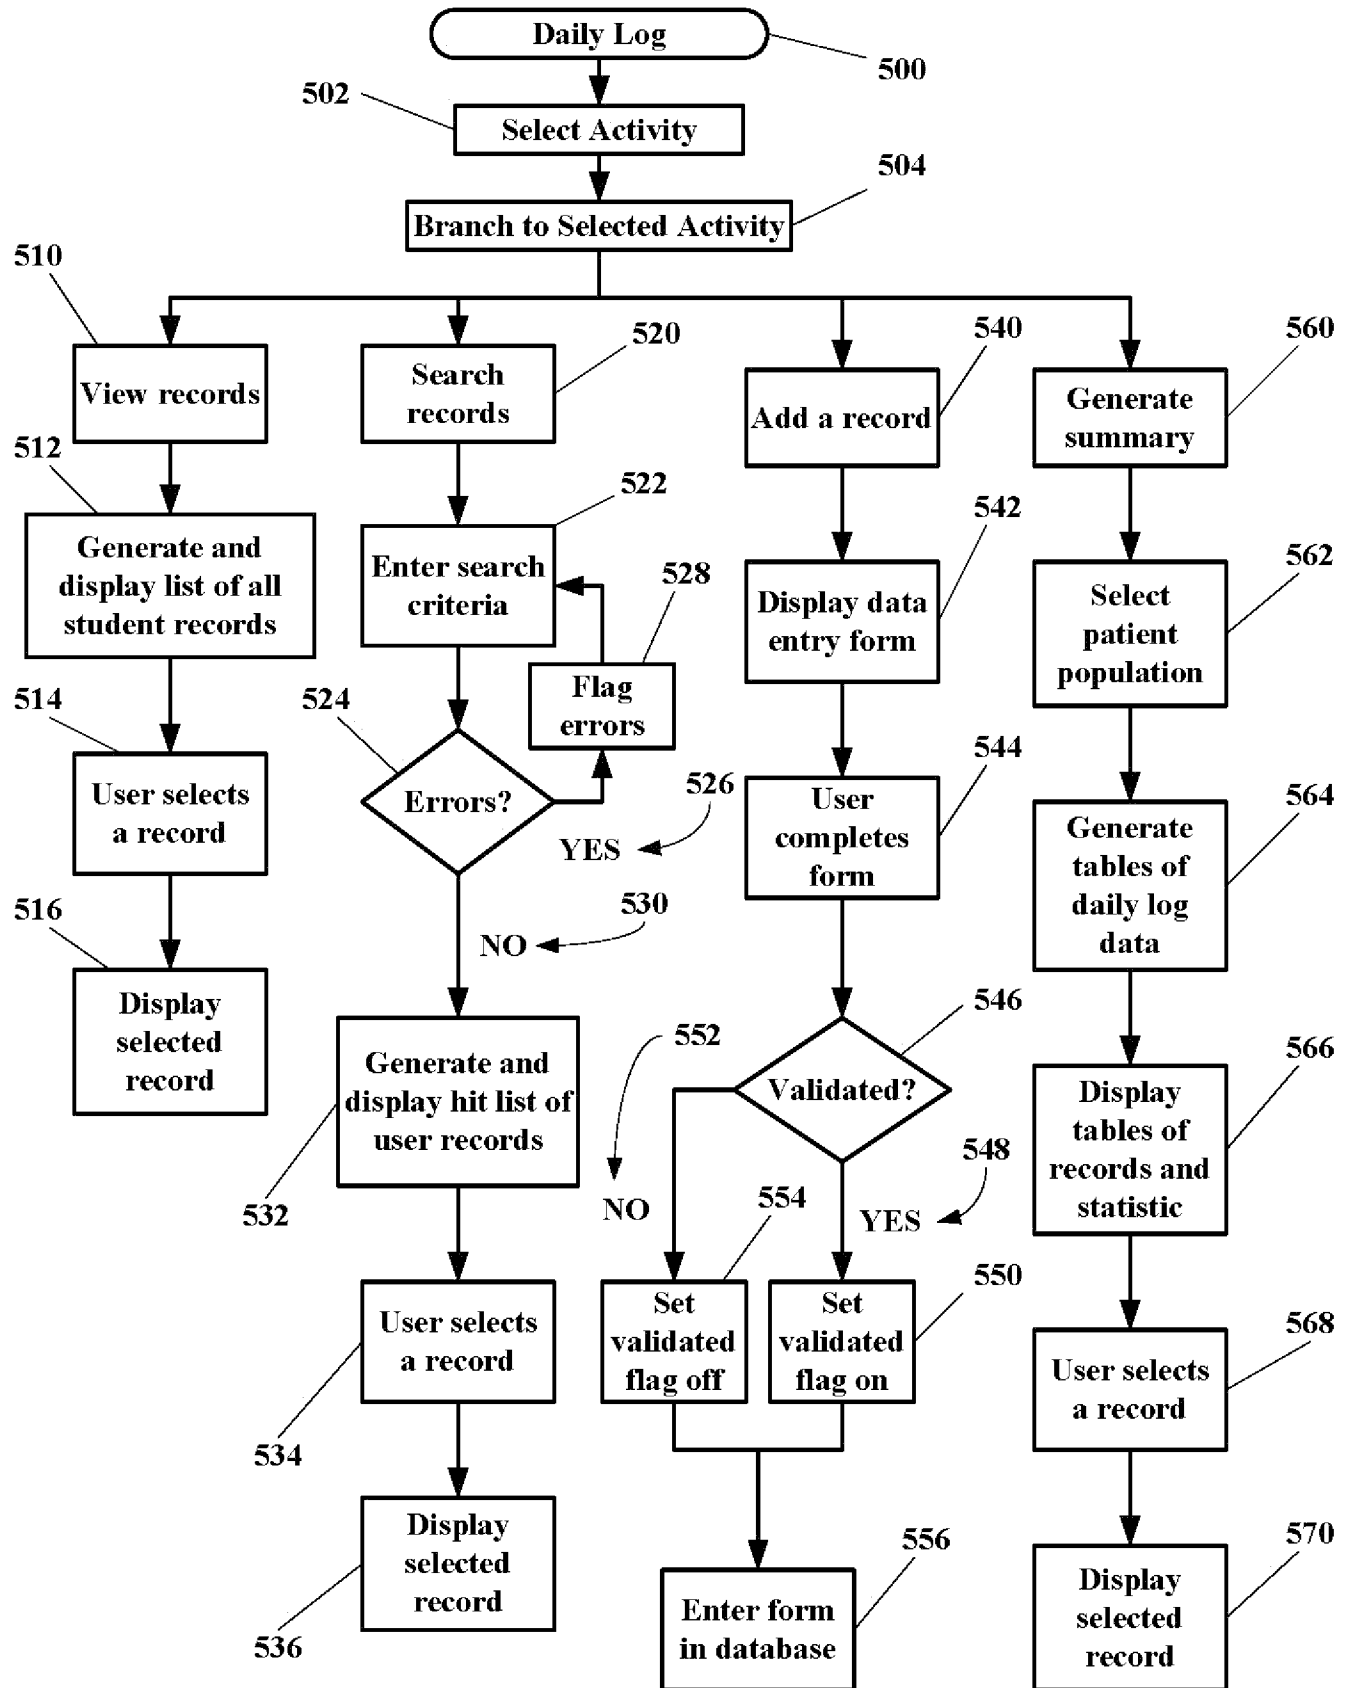 Daily Log
500
502
Select Activity
504
Branch to Selected Activity
510
View records
512
Generate and
display list of all
student records
514
User selects
a record
516
Display
selected
record
520
Search
records
522
Enter search
criteria
528
Flag
errors
524
Errors?
526
YES
530
NO
Generate and
display hit list of
user records
532
User selects
a record
534
Display
selected
record
536
540
Add a record
542
Display data
entry form
544
User
completes
form
546
Validated?
552
NO
548
YES
554
Set
validated
flag off
550
Set
validated
flag on
556
Enter form
in database
560
Generate
summary
562
Select
patient
population
564
Generate
tables of
daily log
data
566
Display
tables of
records and
statistic
568
User selects
a record
570
Display
selected
record